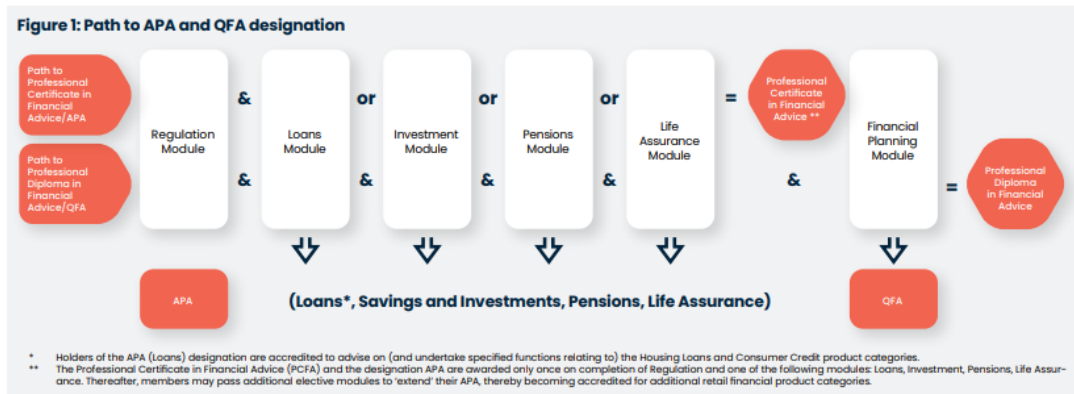 Figure 1: Path to APA and QFA designation
Path to
Professional
Certificate in
Financial
Advice/APA
Path to
Professional
Diploma in
Financial
Advice/QFA
Regulation
Module
&
&
Loans
Module
or
&
Investment
Module
or
&
Pensions
Module
or
&
Life
Assurance
Module
=
Professional
Certificate
in Financial
Advice **
&
Financial
Planning
Module
=
Professional
Diploma
in Financial
Advice
APA
(Loans*, Savings and Investments, Pensions, Life Assurance)
QFA
* Holders of the APA (Loans) designation are accredited to advise on (and undertake specified functions relating to) the Housing Loans and Consumer Credit product categories.
** The Professional Certificate in Financial Advice (PCFA) and the designation APA are awarded only once on completion of Regulation and one of the following modules: Loans, Investment, Pensions, Life Assur-
ance. Thereafter, members may pass additional elective modules to ‘extend’ their APA, thereby becoming accredited for additional retail financial product categories.